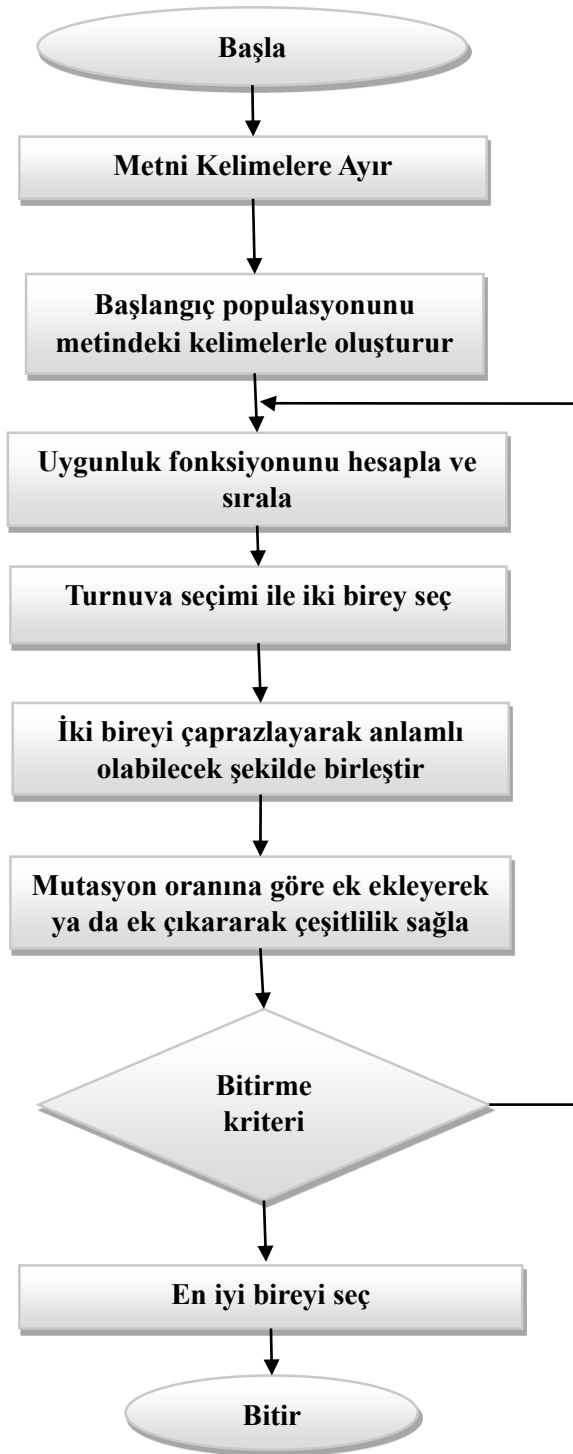 Başla
Metni Kelimelere Ayır
Başlangıç populasyonunu
metindeki kelimelerle oluşturur
Uygunluk fonksiyonunu hesapla ve
sırala
Turnuva seçimi ile iki birey seç
İki bireyi çaprazlayarak anlamlı
olabilecek şekilde birleştir
Mutasyon oranına göre ek ekleyerek
ya da ek çıkararak çeşitlilik sağla
Bitirme
kriteri
En iyi bireyi seç
Bitir